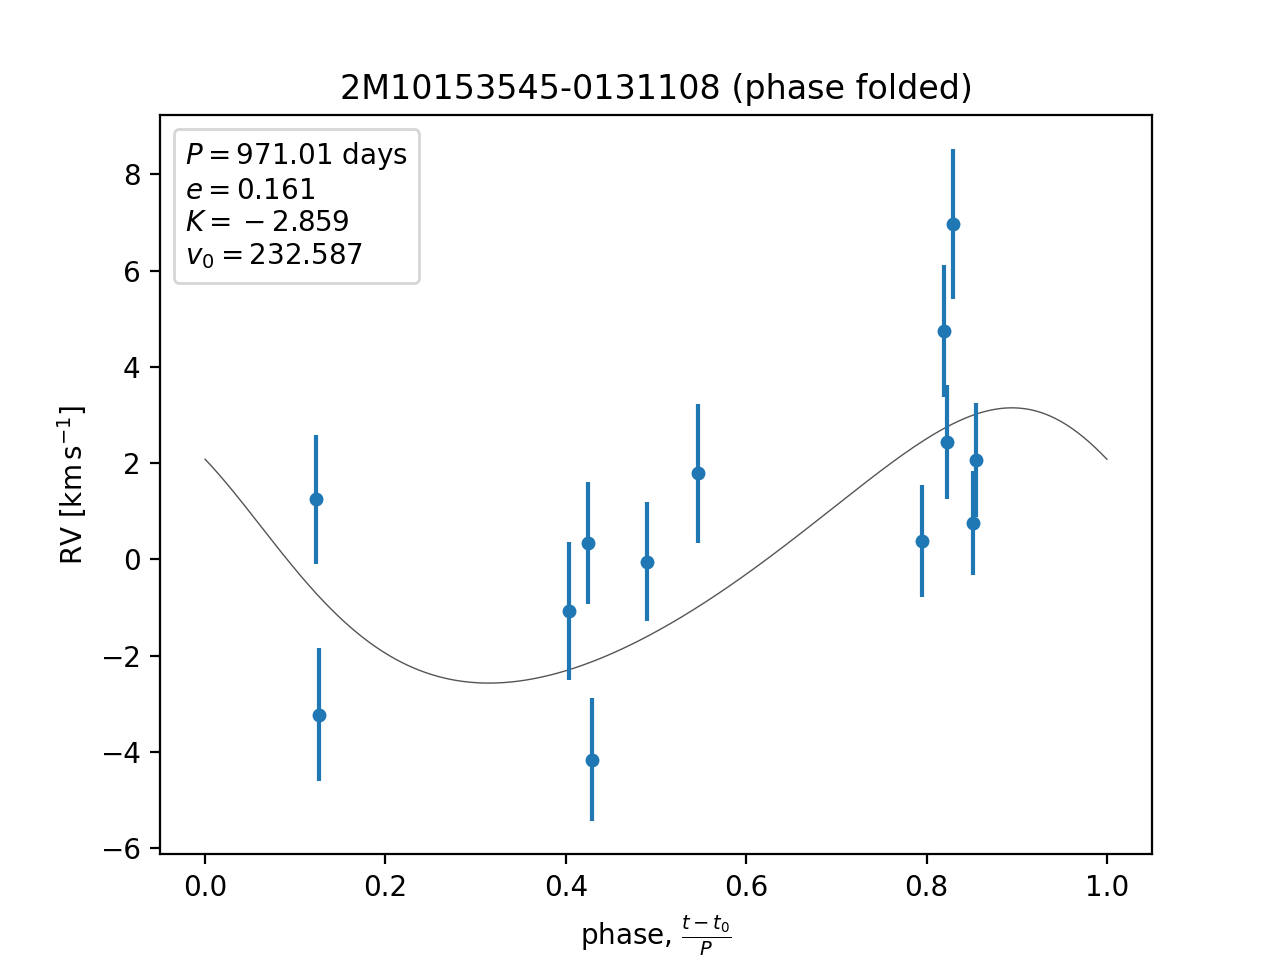 2M10153545-0131108 (phase folded)
P = 971.01 days
e = 0.161
K = −2.859
v₀ = 232.587
8
6
4
2
0
−2
−4
−6
RV [km s⁻¹]
0.0 0.2 0.4 0.6 0.8 1.0
phase, (t − t₀)/P